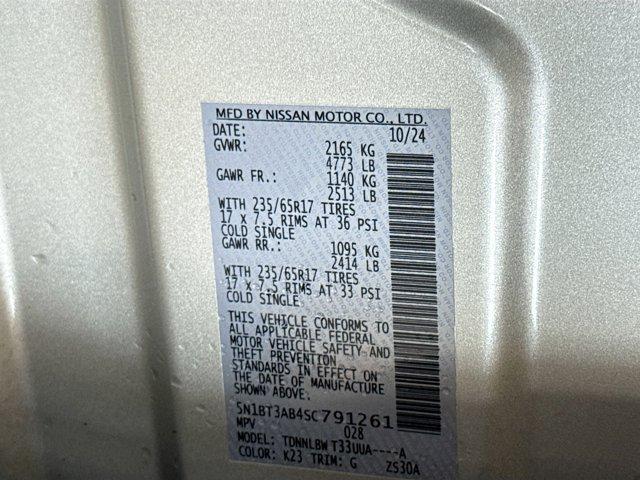 MFD BY NISSAN MOTOR CO., LTD.
DATE: 10/24
GVWR: 2165 KG
4773 LB
GAWR FR.: 1140 KG
2513 LB
WITH 235/65R17 TIRES
17 x 7.5 RIMS AT 36 PSI
COLD SINGLE
GAWR RR.: 1095 KG
2414 LB
WITH 235/65R17 TIRES
17 x 7.5 RIMS AT 33 PSI
COLD SINGLE
THIS VEHICLE CONFORMS TO
ALL APPLICABLE FEDERAL
MOTOR VEHICLE SAFETY AND
THEFT PREVENTION
STANDARDS IN EFFECT ON
THE DATE OF MANUFACTURE
SHOWN ABOVE.
5N1BT3AB4SC791261
MPV 028
MODEL: TDNNLBW T33UUA----A
COLOR: K23 TRIM: G ZS30A